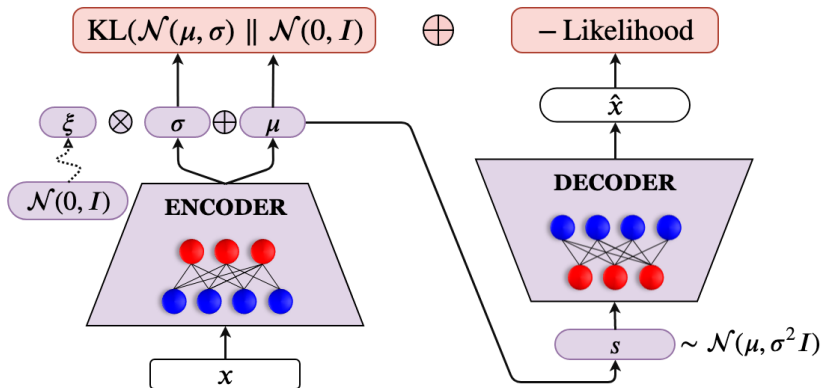 KL(𝒩(μ, σ) ∥ 𝒩(0, I)
⊕
− Likelihood
x̂
ξ ⊗ σ ⊕ μ
𝒩(0, I)
ENCODER
DECODER
s ∼ 𝒩(μ, σ²I)
x